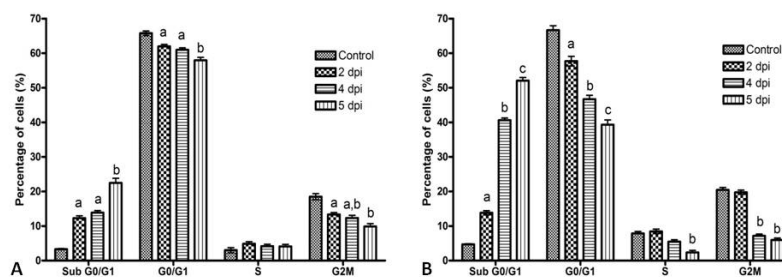 70
60
50
40
30
20
10
0
Percentage of cells (%)
a
a
b
a
a
b
a
a,b
b
Control
2 dpi
4 dpi
5 dpi
Sub G0/G1
G0/G1
S
G2M
A
70
60
50
40
30
20
10
0
Percentage of cells (%)
a
b
c
a
b
c
b
b
b
Control
2 dpi
4 dpi
5 dpi
Sub G0/G1
G0/G1
S
G2M
B